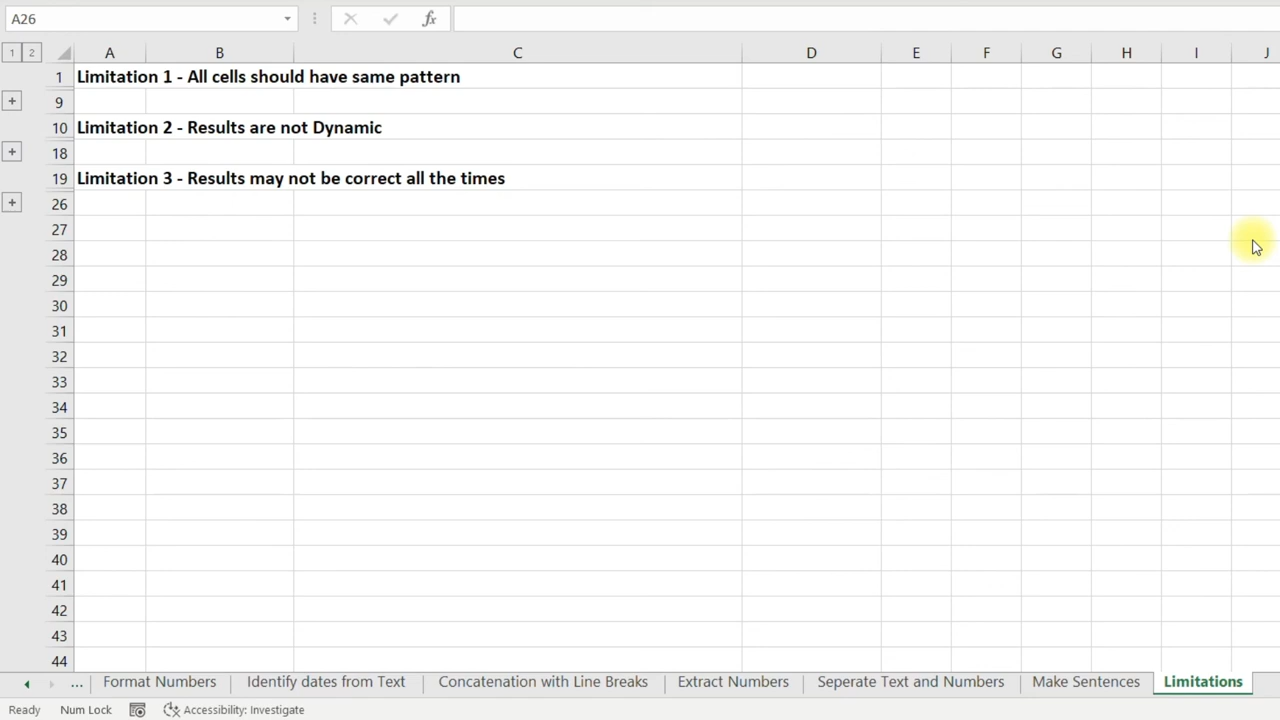 A26
fx
1 2
A B C D E F G H I J
1 Limitation 1 - All cells should have same pattern
9
10 Limitation 2 - Results are not Dynamic
18
19 Limitation 3 - Results may not be correct all the times
26
27
28
29
30
31
32
33
34
35
36
37
38
39
40
41
42
43
44
... Format Numbers Identify dates from Text Concatenation with Line Breaks Extract Numbers Seperate Text and Numbers Make Sentences Limitations
Ready Num Lock Accessibility: Investigate